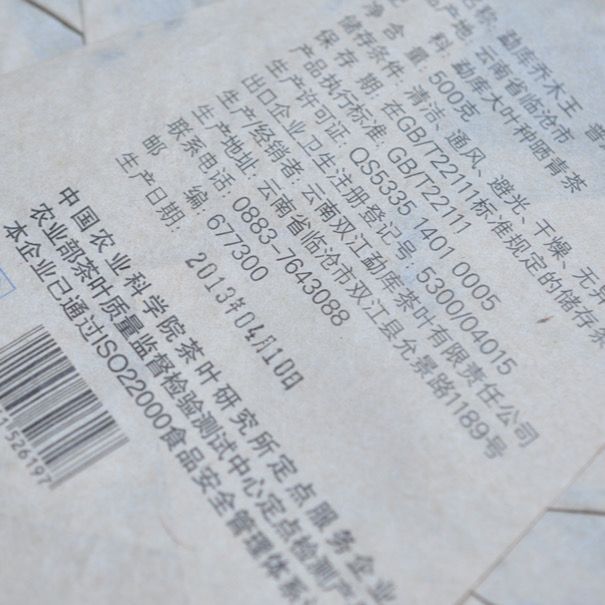 名称: 勐库乔木王 普
品产地: 云南省临沧市
料: 勐库大叶种晒青茶
净含量: 500克
储存条件: 清洁、通风、避光、干燥、无异
保存期: 在GB/T22111标准规定的储存条
产品执行标准: GB/T22111
生产许可证: QS5335 1401 0005
出口企业卫生注册登记号: 5300/04015
生产/经销者: 云南双江勐库茶叶有限责任公司
生产地址: 云南省临沧市双江县允景路1189号
联系电话: 0883-7643088
邮编: 677300
生产日期: 2013年04月10日
中国农业科学院茶叶研究所定点服务企业
农业部茶叶质量监督检验测试中心定点检测产
本企业已通过ISO22000食品安全管理体系
1526197